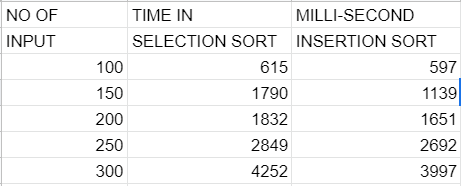 NO OF TIME IN MILLI-SECOND
INPUT SELECTION SORT INSERTION SORT
100 615 597
150 1790 1139
200 1832 1651
250 2849 2692
300 4252 3997